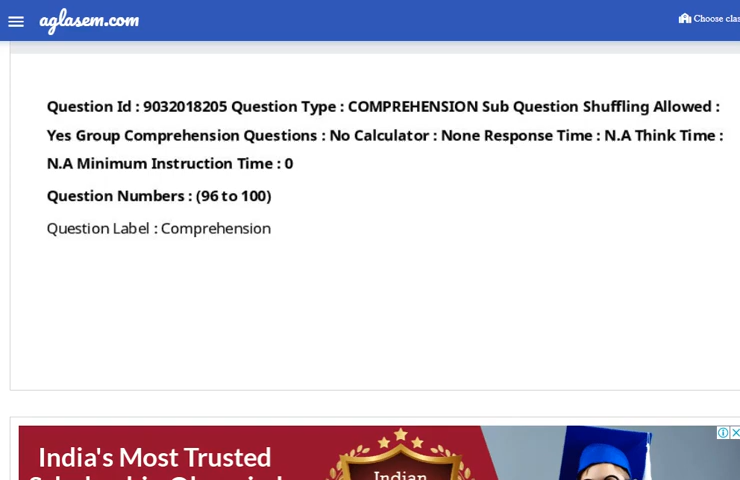 aglasem.com
Choose clas
Question Id : 9032018205 Question Type : COMPREHENSION Sub Question Shuffling Allowed :
Yes Group Comprehension Questions : No Calculator : None Response Time : N.A Think Time :
N.A Minimum Instruction Time : 0
Question Numbers : (96 to 100)
Question Label : Comprehension
India's Most Trusted
Indian